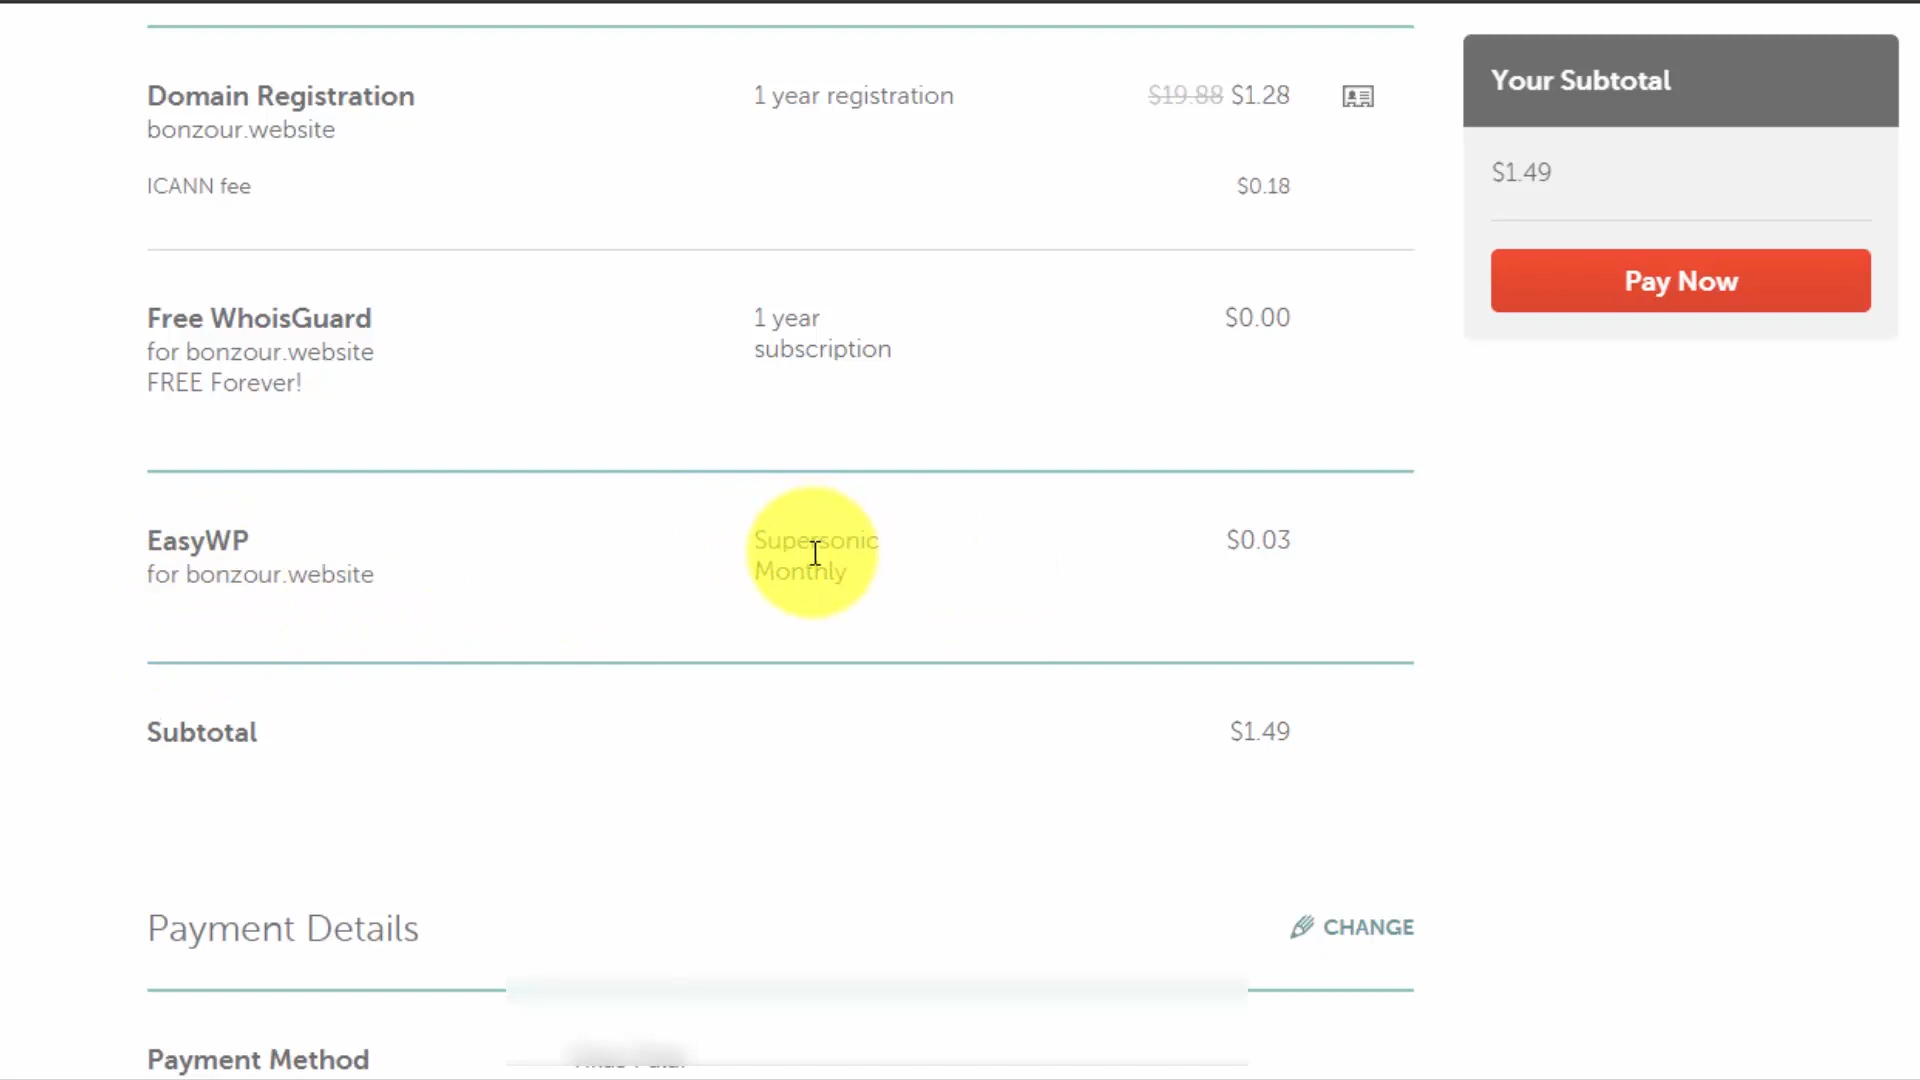 Domain Registration
1 year registration
$19.88 $1.28
bonzour.website
ICANN fee
$0.18
Free WhoisGuard
1 year
subscription
$0.00
for bonzour.website
FREE Forever!
EasyWP
Supersonic
Monthly
$0.03
for bonzour.website
Subtotal
$1.49
Payment Details
CHANGE
Payment Method
Your Subtotal
$1.49
Pay Now